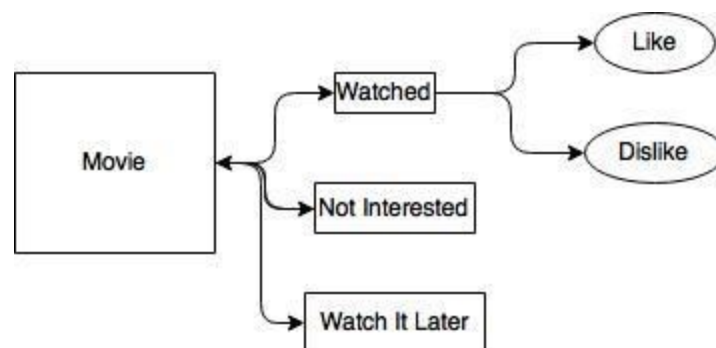 Like
Watched
Movie
Dislike
Not Interested
Watch It Later